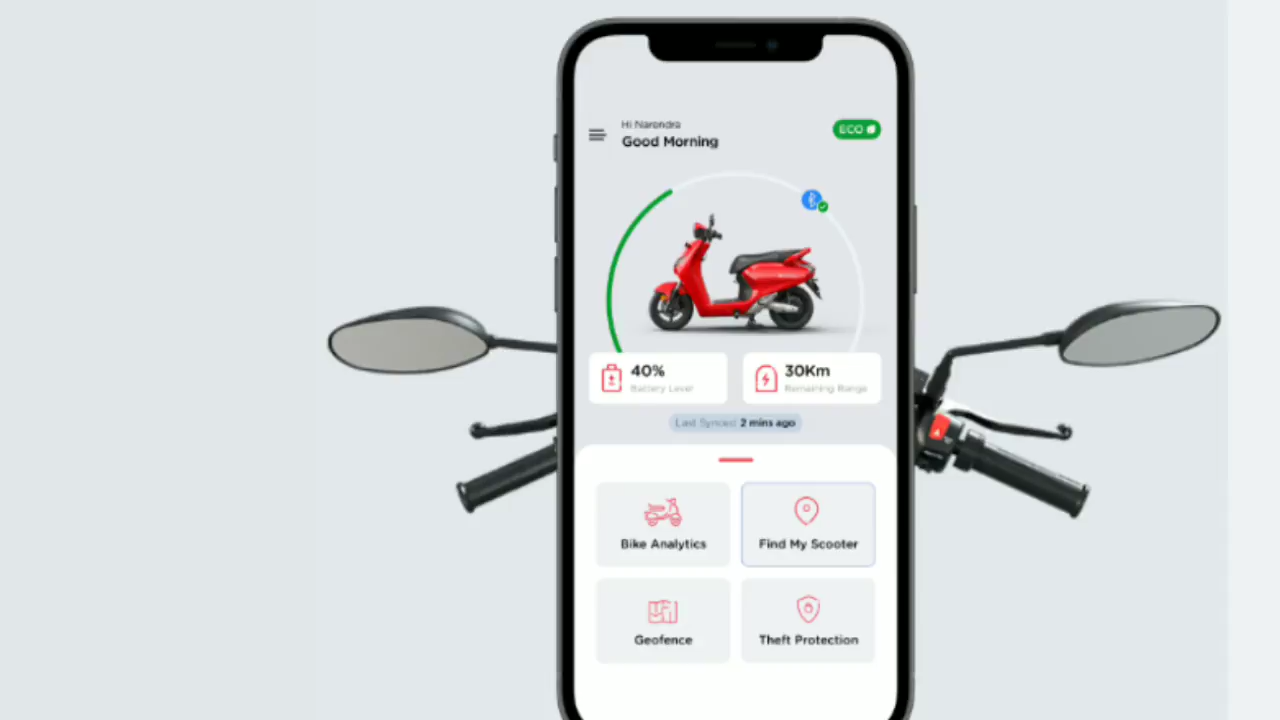 Hi Narendra
Good Morning
ECO
40%
Battery Lever
30Km
Remaining Range
Last Synced 2 mins ago
Bike Analytics
Find My Scooter
Geofence
Theft Protection